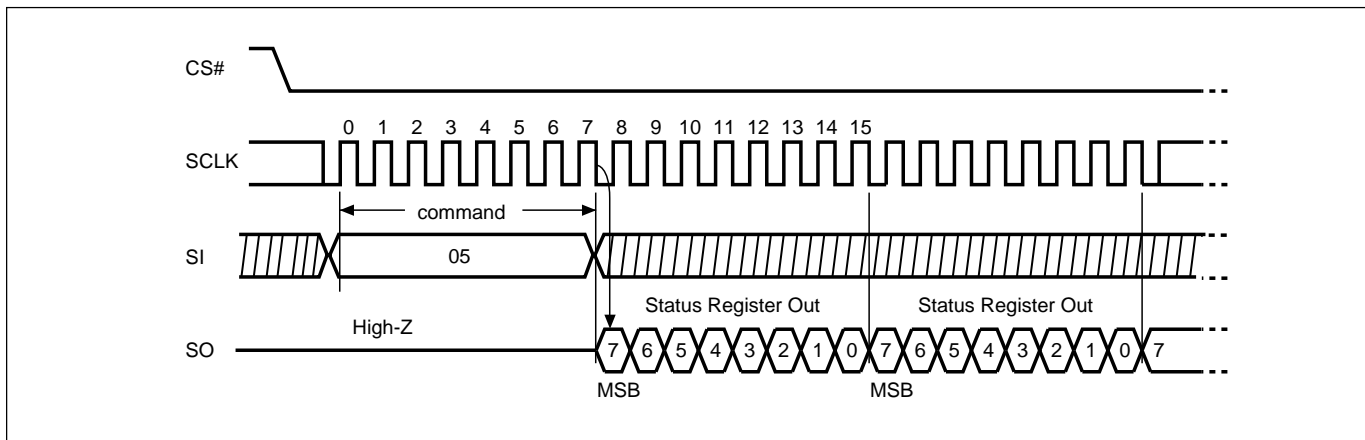 CS#
0 1 2 3 4 5 6 7 8 9 10 11 12 13 14 15
SCLK
command
SI
05
Status Register Out Status Register Out
High-Z
SO
7 6 5 4 3 2 1 0 7 6 5 4 3 2 1 0 7
MSB MSB